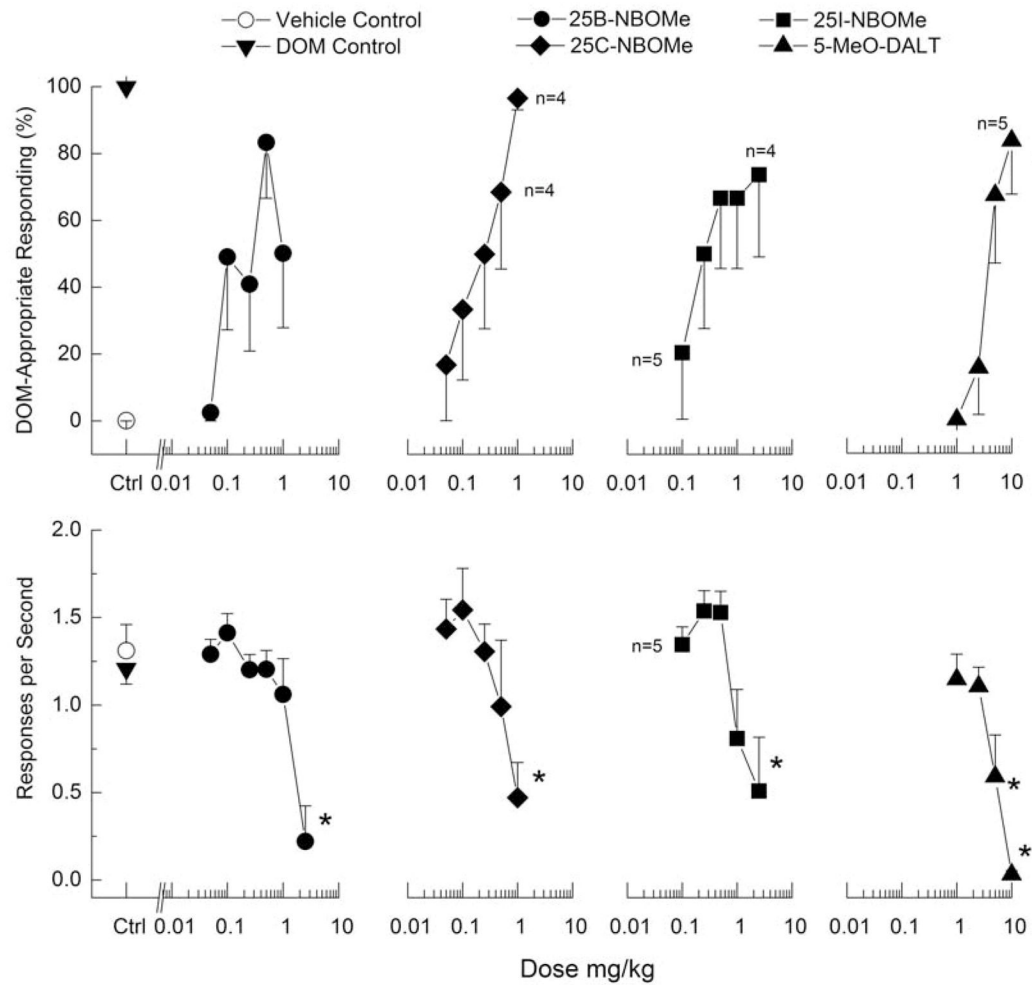 Vehicle Control 25B-NBOMe 25I-NBOMe
DOM Control 25C-NBOMe 5-MeO-DALT
DOM-Appropriate Responding (%)
100
80
60
40
20
0
n=4
n=4
n=4
n=5
n=5
Ctrl 0.01 0.1 1 10 0.01 0.1 1 10 0.01 0.1 1 10 0.01 0.1 1 10
Responses per Second
2.0
1.5
1.0
0.5
0.0
n=5
*
*
*
*
*
Ctrl 0.01 0.1 1 10 0.01 0.1 1 10 0.01 0.1 1 10 0.01 0.1 1 10
Dose mg/kg